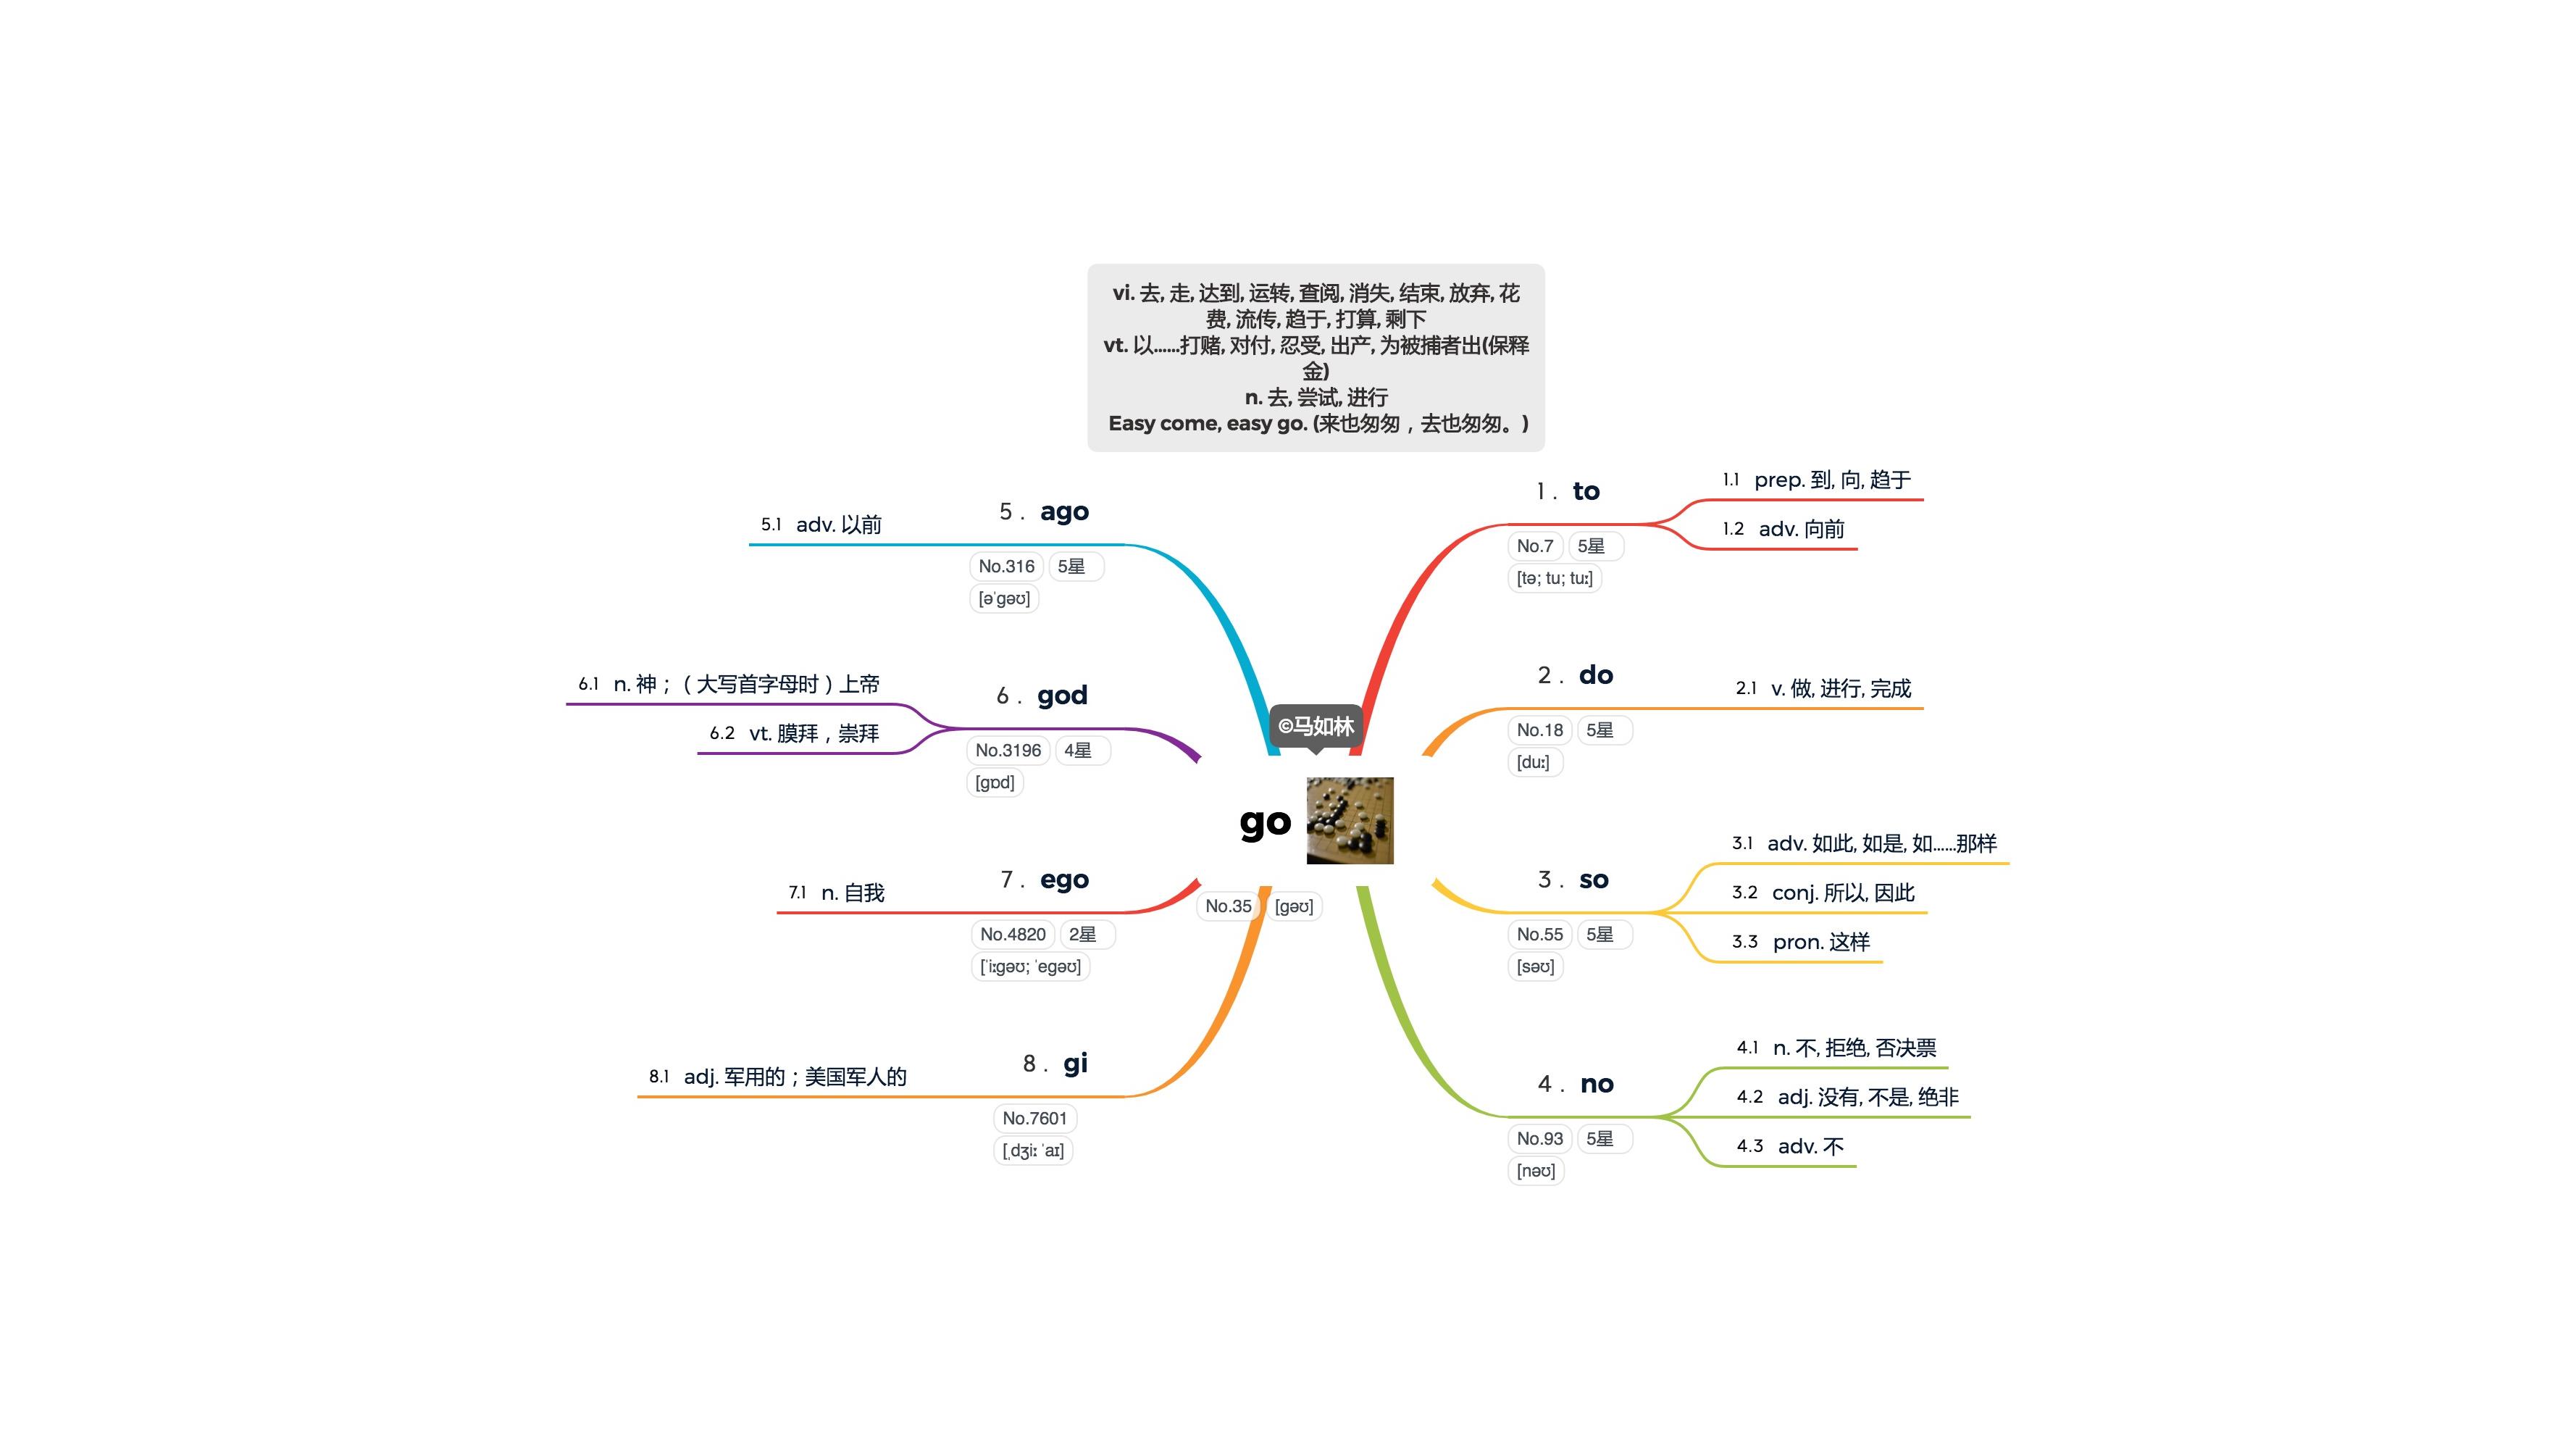 vi. 去, 走, 达到, 运转, 查阅, 消失, 结束, 放弃, 花
费, 流传, 趋于, 打算, 剩下
vt. 以......打赌, 对付, 忍受, 出产, 为被捕者出(保释
金)
n. 去, 尝试, 进行
Easy come, easy go. (来也匆匆，去也匆匆。)
©马如林
go
No.35 [gəʊ]
1. to
No.7 5星
[tə; tu; tuː]
1.1 prep. 到, 向, 趋于
1.2 adv. 向前
2. do
No.18 5星
[duː]
2.1 v. 做, 进行, 完成
3. so
No.55 5星
[səʊ]
3.1 adv. 如此, 如是, 如......那样
3.2 conj. 所以, 因此
3.3 pron. 这样
4. no
No.93 5星
[nəʊ]
4.1 n. 不, 拒绝, 否决票
4.2 adj. 没有, 不是, 绝非
4.3 adv. 不
5. ago
No.316 5星
[əˈgəʊ]
5.1 adv. 以前
6. god
No.3196 4星
[gɒd]
6.1 n. 神；（大写首字母时）上帝
6.2 vt. 膜拜，崇拜
7. ego
No.4820 2星
[ˈiːgəʊ; ˈegəʊ]
7.1 n. 自我
8. gi
No.7601
[ˌdʒiː ˈaɪ]
8.1 adj. 军用的；美国军人的